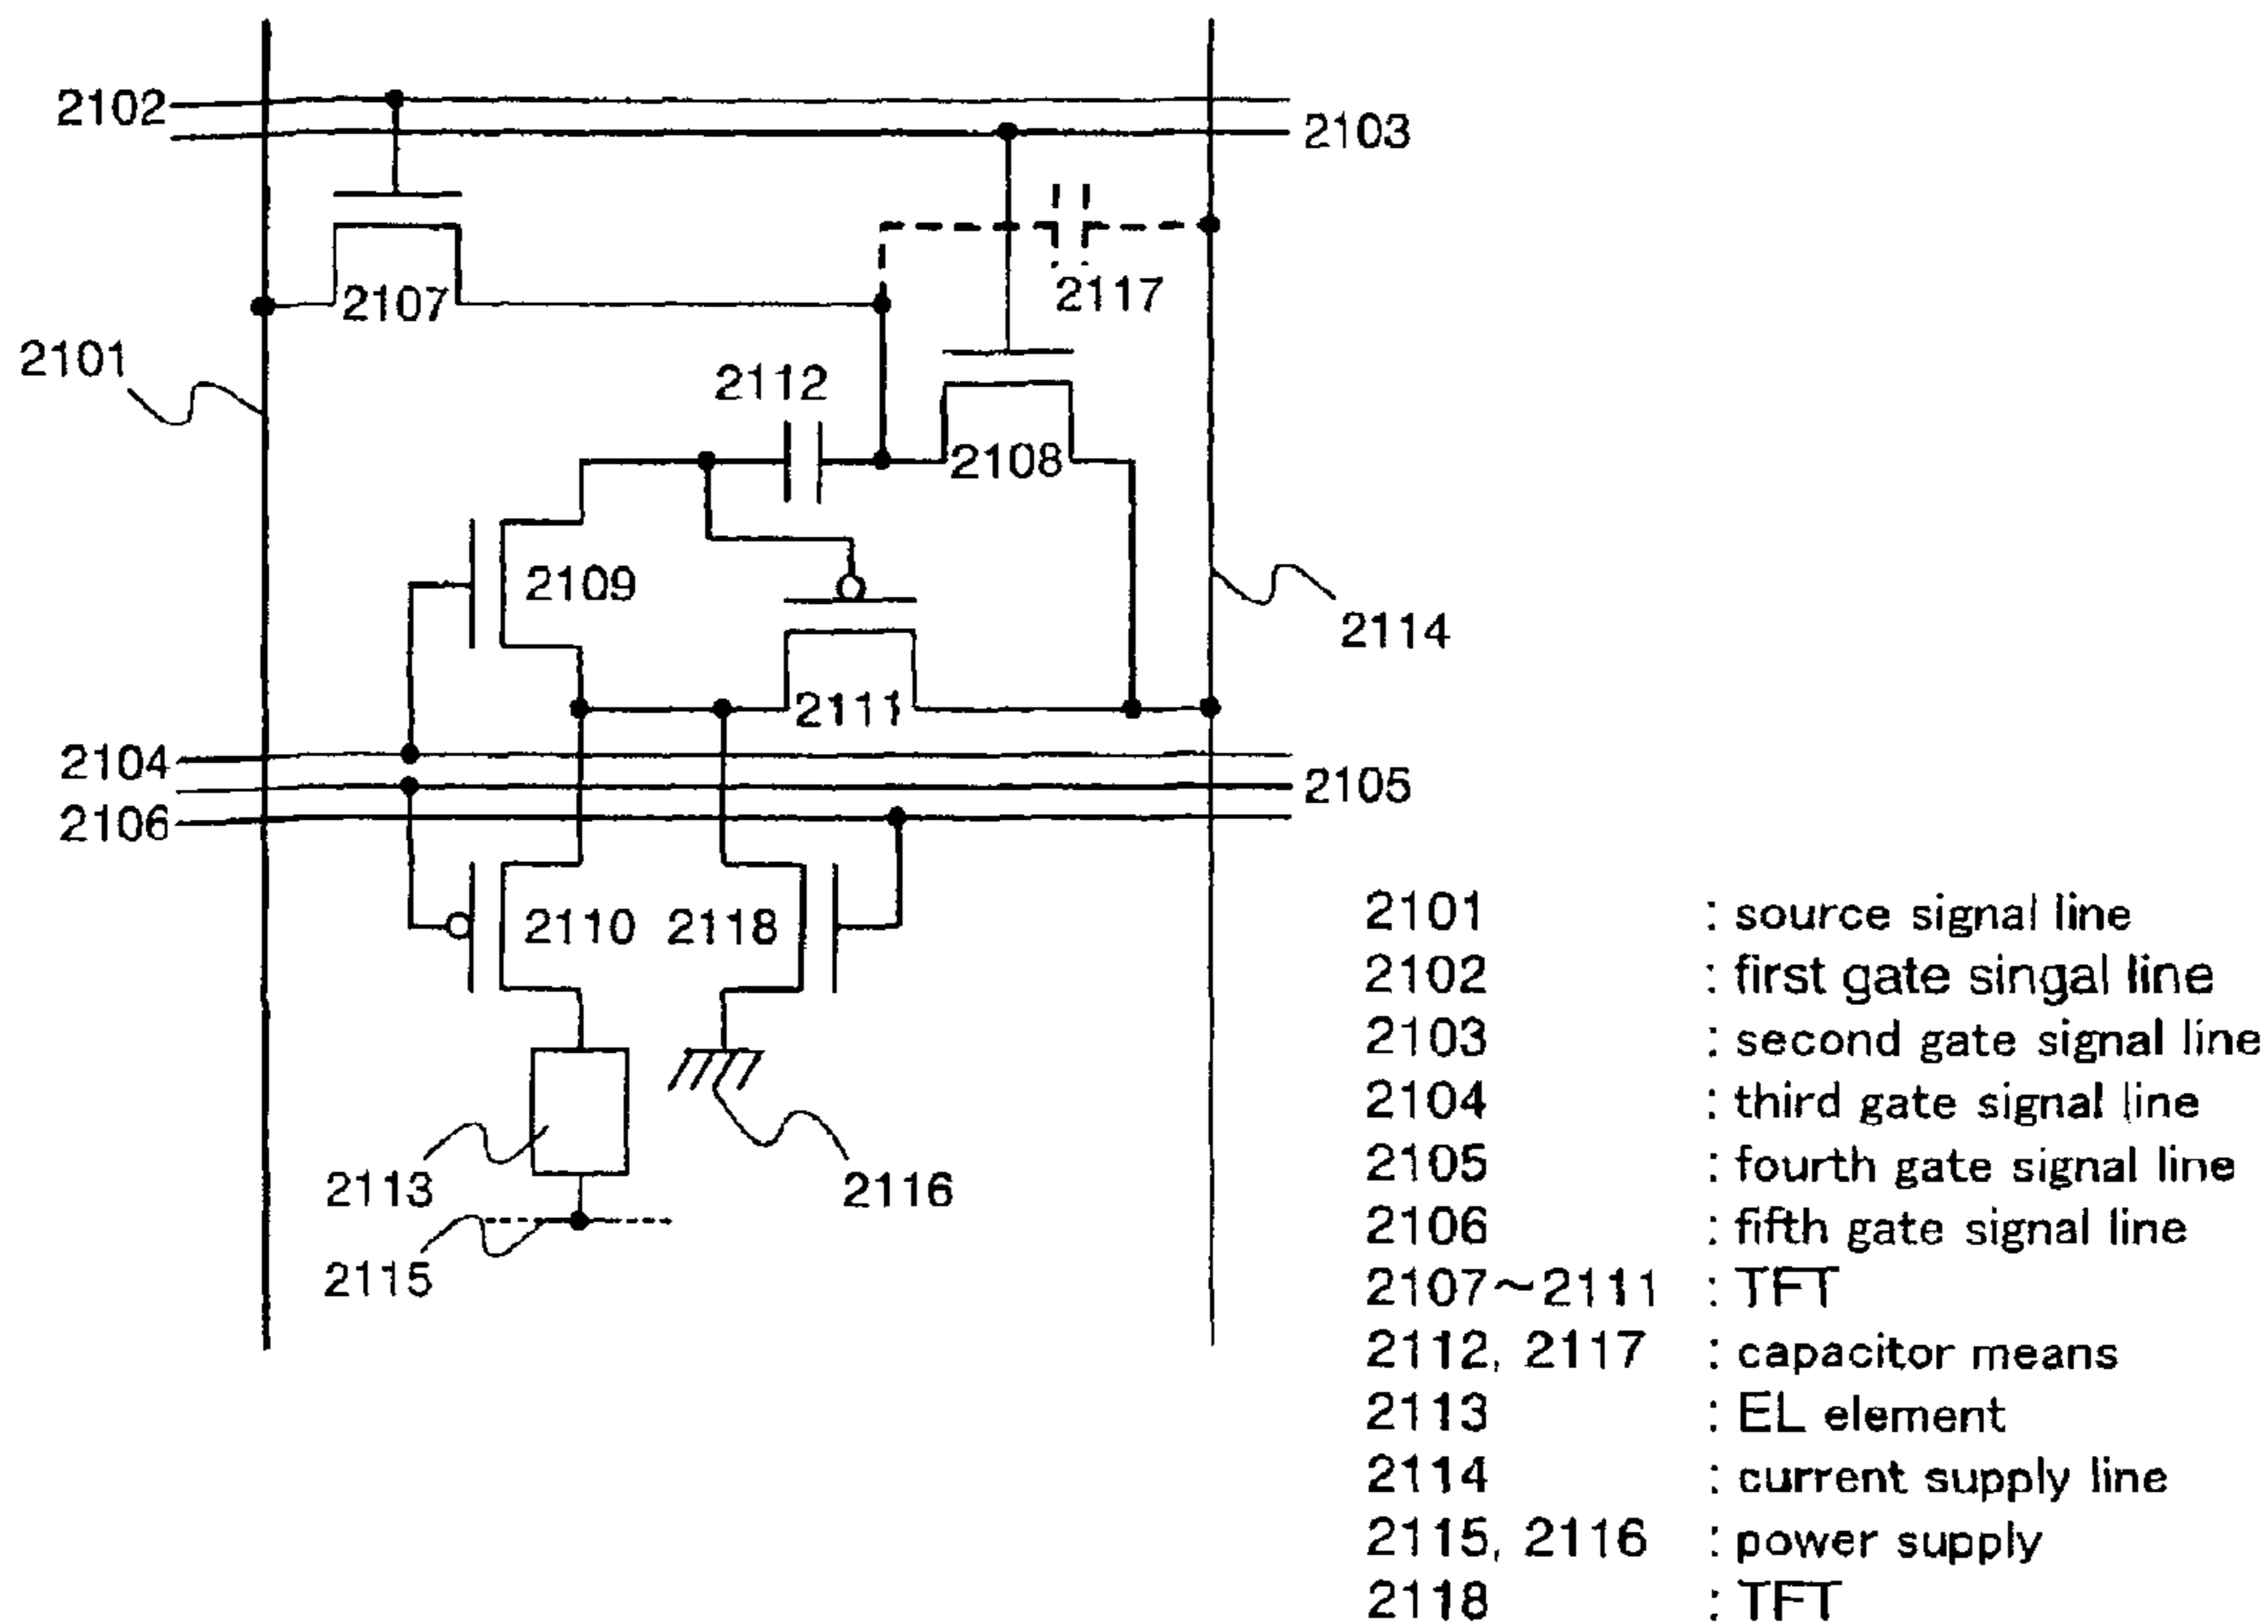 2102
2103
2107
2117
2101
2112
2108
2109
2114
2111
2104
2105
2106
2110
2118
2113
2116
2115
2101 : source signal line
2102 : first gate singal line
2103 : second gate signal line
2104 : third gate signal line
2105 : fourth gate signal line
2106 : fifth gate signal line
2107~2111 : TFT
2112, 2117 : capacitor means
2113 : EL element
2114 : current supply line
2115, 2116 : power supply
2118 : TFT